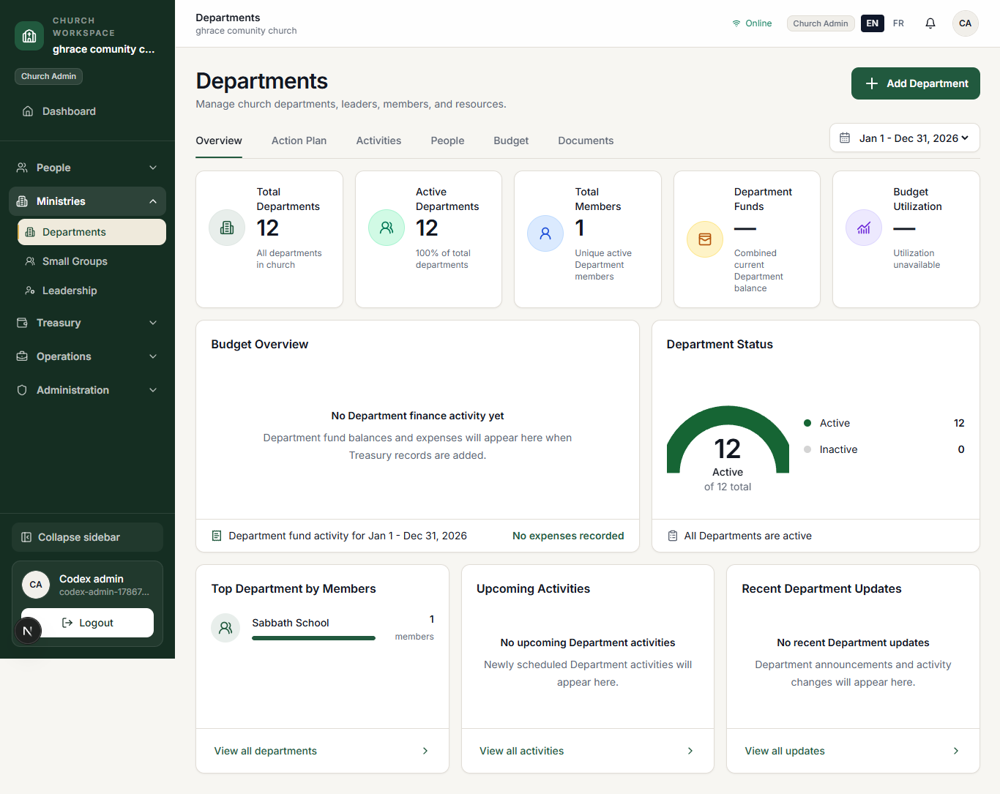 CHURCH
WORKSPACE
ghrace comunity c...
Church Admin
Dashboard
People
Ministries
Departments
Small Groups
Leadership
Treasury
Operations
Administration
Collapse sidebar
CA
Codex admin
codex-admin-17867...
Logout
N
Departments
ghrace comunity church
Online
Church Admin
EN
FR
CA
Departments
Manage church departments, leaders, members, and resources.
Add Department
Overview
Action Plan
Activities
People
Budget
Documents
Jan 1 - Dec 31, 2026
Total
Departments
12
All departments
in church
Active
Departments
12
100% of total
departments
Total
Members
1
Unique active
Department
members
Department
Funds
—
Combined
current
Department
balance
Budget
Utilization
—
Utilization
unavailable
Budget Overview
No Department finance activity yet
Department fund balances and expenses will appear here when
Treasury records are added.
Department fund activity for Jan 1 - Dec 31, 2026
No expenses recorded
Department Status
12
Active
of 12 total
Active 12
Inactive 0
All Departments are active
Top Department by Members
Sabbath School
1
members
View all departments
Upcoming Activities
No upcoming Department activities
Newly scheduled Department activities will
appear here.
View all activities
Recent Department Updates
No recent Department updates
Department announcements and activity
changes will appear here.
View all updates